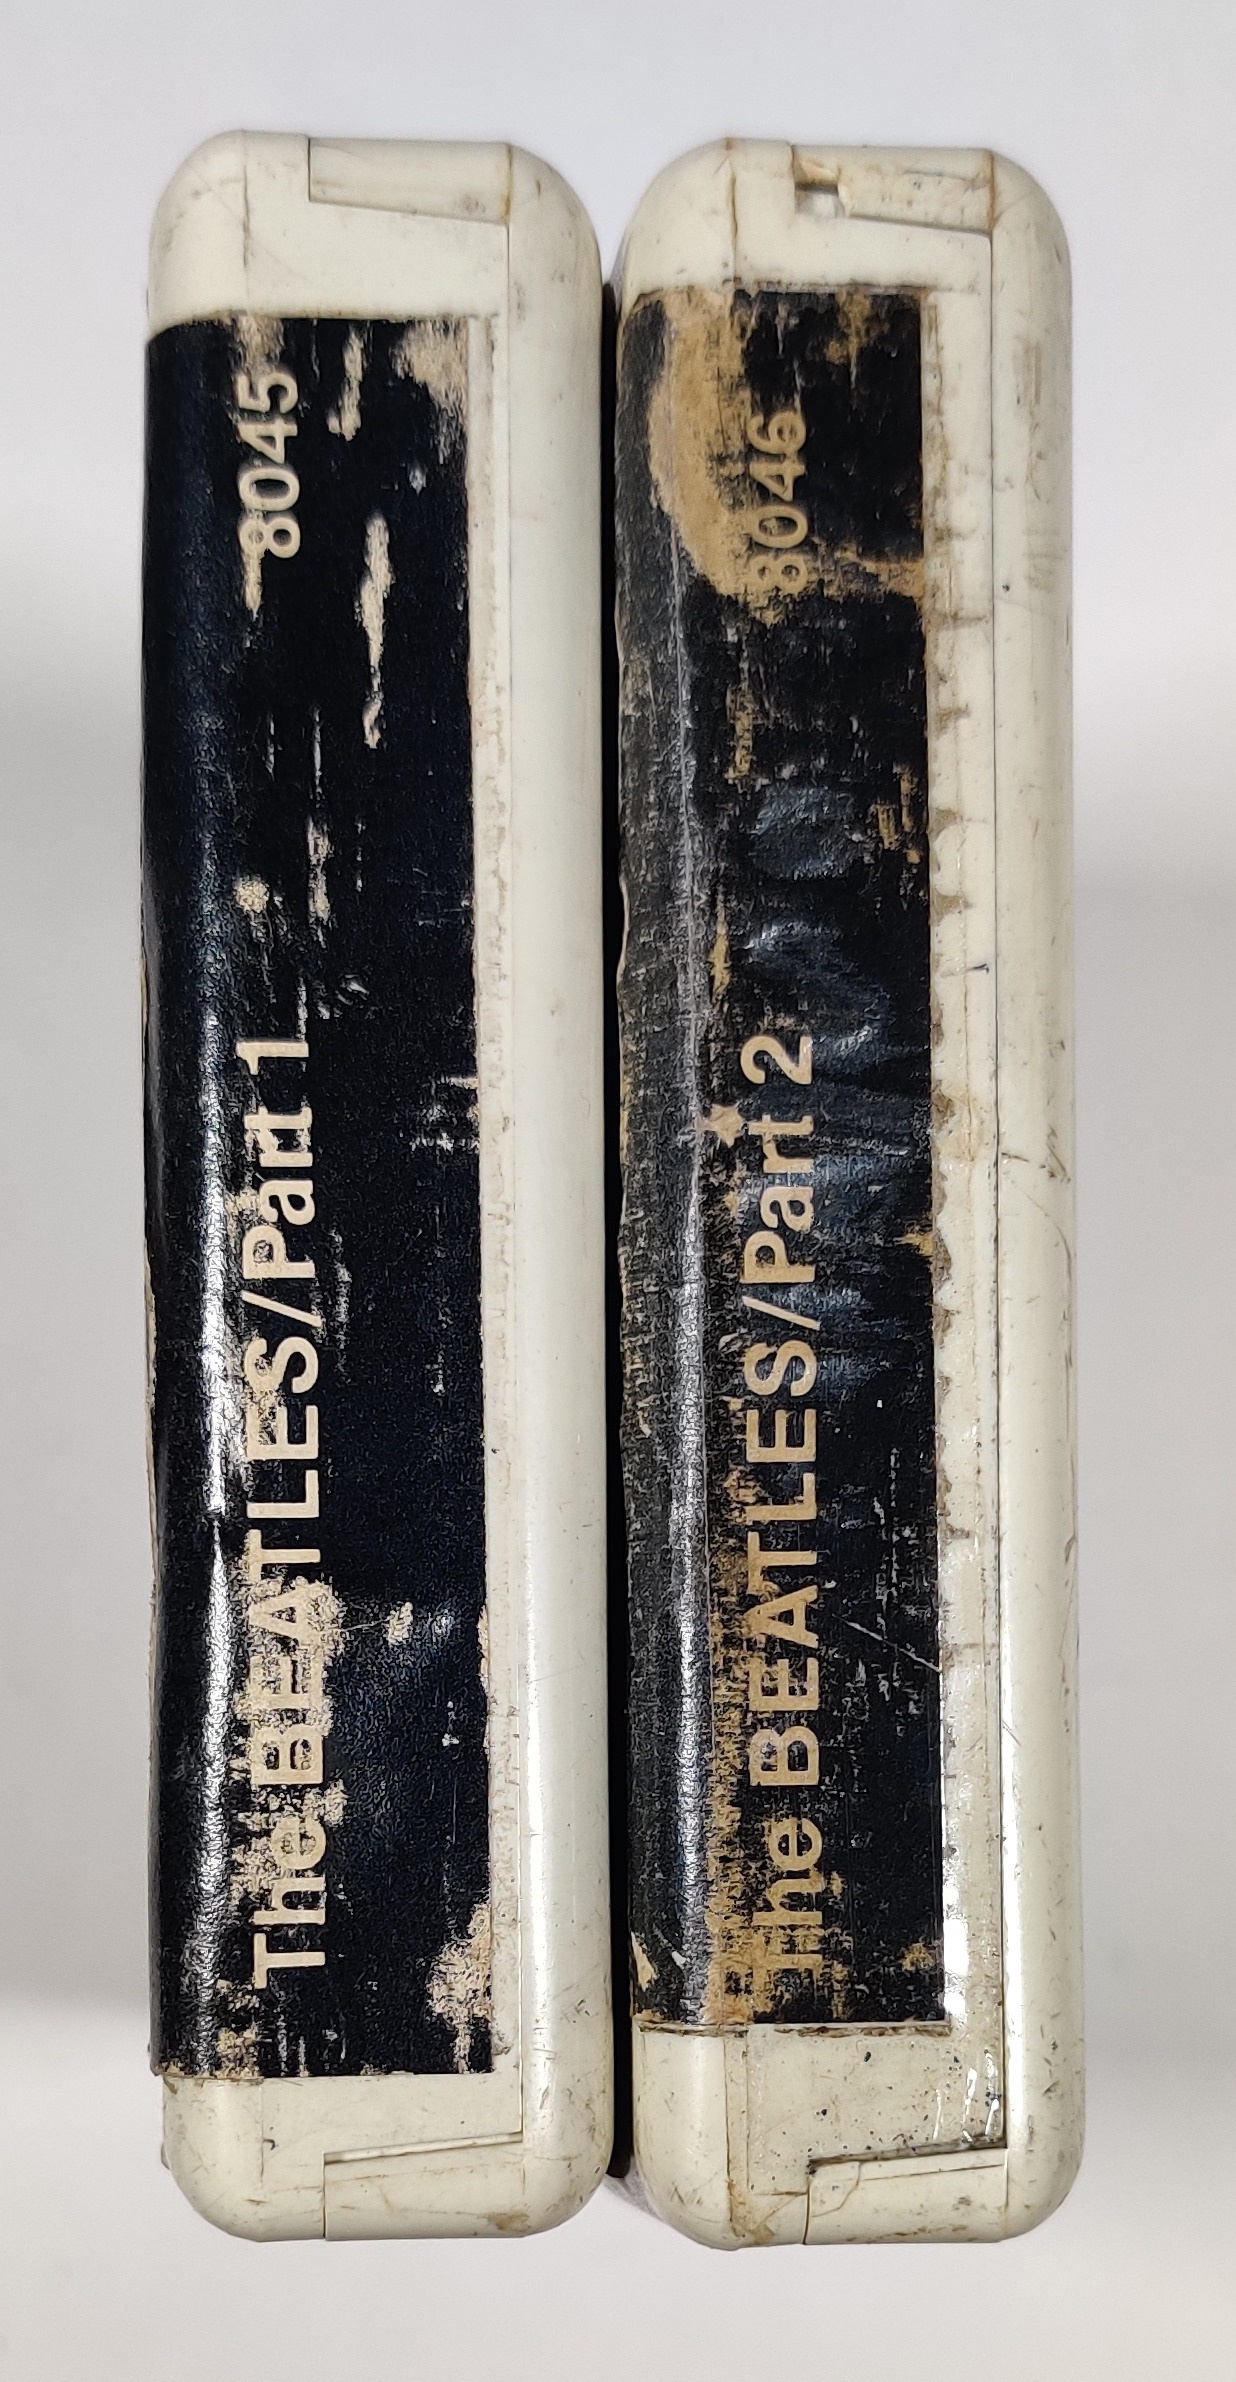 The BEATLES/Part 1 8045
The BEATLES/Part 2 8046